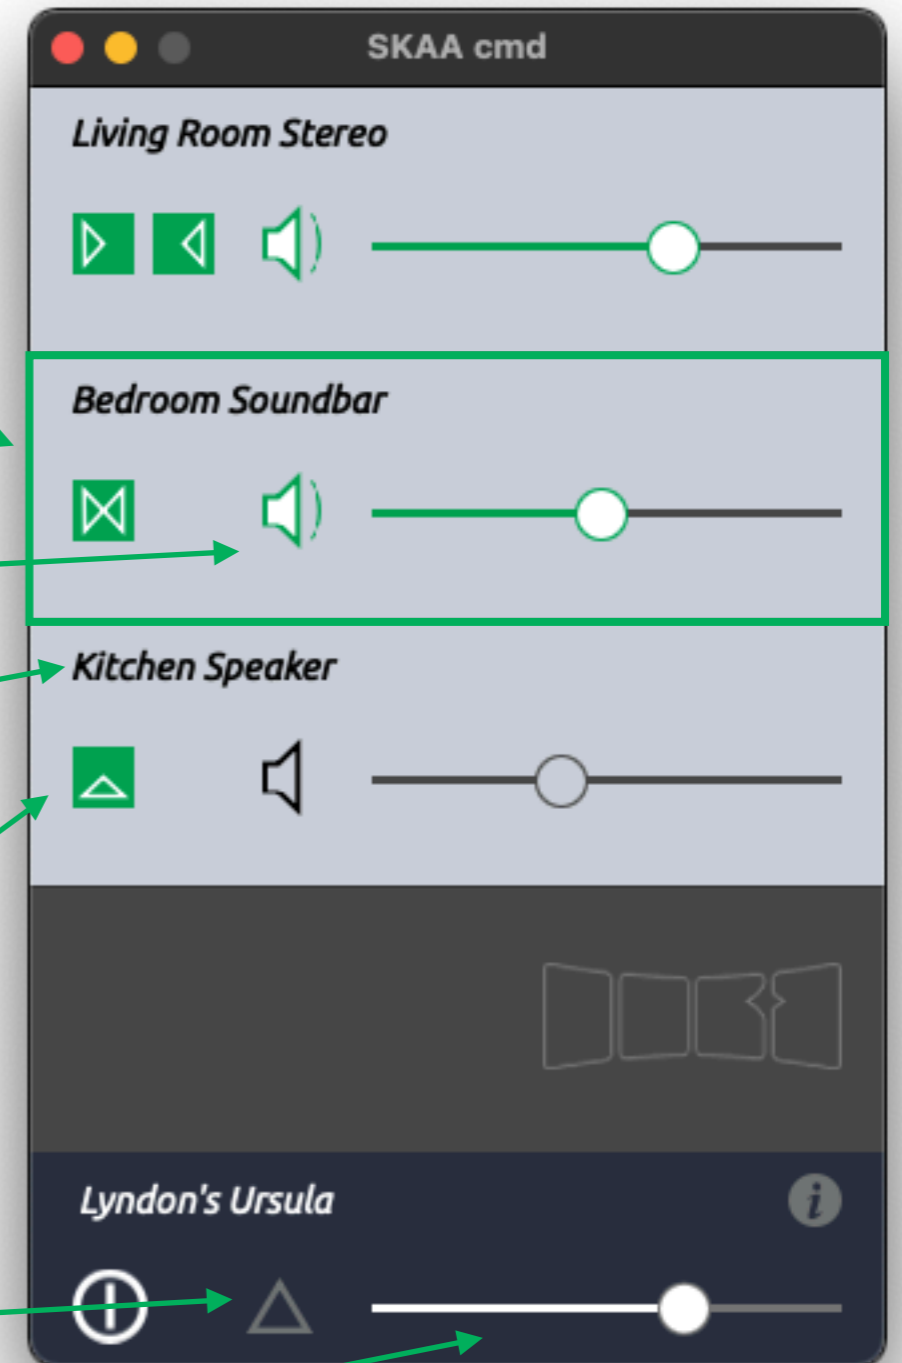 SKAA cmd
Living Room Stereo
Bedroom Soundbar
Kitchen Speaker
Lyndon's Ursula
i